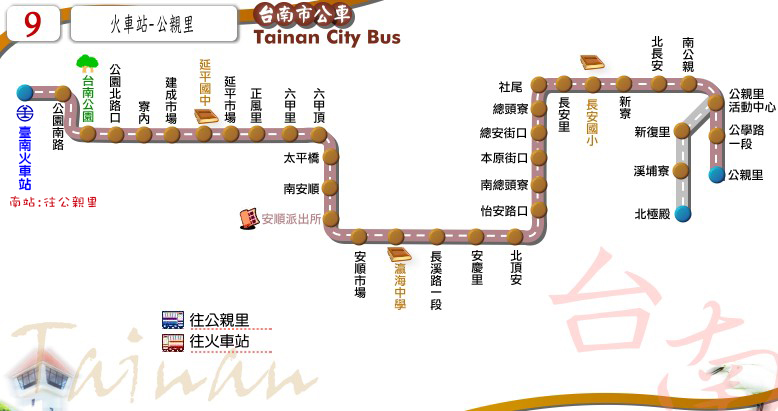 9
火車站-公親里
台南市公車
Tainan City Bus
臺南火車站
南站:往公親里
公園南路
台南公園
公園北路口
寮內
建成市場
延平國中
延平市場
正風里
六甲里
六甲頂
太平橋
南安順
安順派出所
安順市場
瀛海中學
長溪路一段
安慶里
北頂安
怡安路口
南總頭寮
本原街口
總安街口
總頭寮
社尾
長安里
長安國小
新寮
北長安
南公親
公親里
活動中心
公學路
一段
公親里
新復里
溪埔寮
北極殿
往公親里
往火車站
Tainan
台南